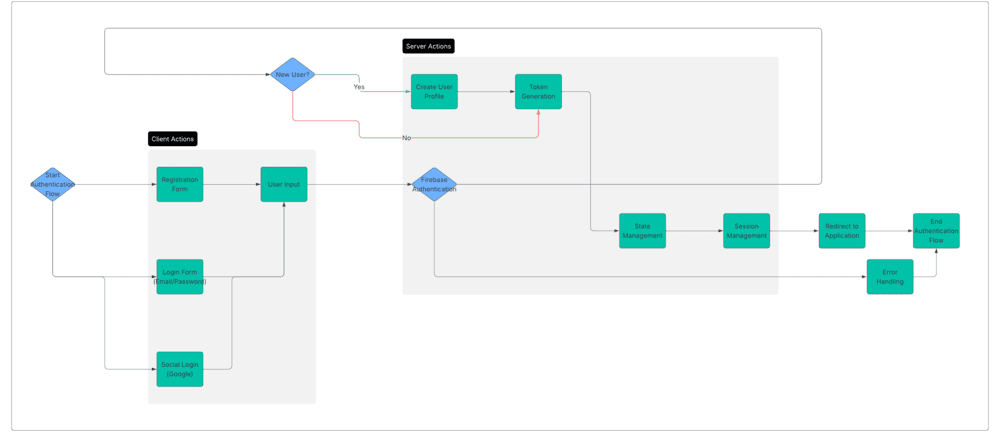 Server Actions
New User?
Yes
Create User
Profile
Token
Generation
No
Client Actions
Start
Authentication
Flow
Registration
Form
User Input
Firebase
Authentication
State
Management
Session
Management
Redirect to
Application
End
Authentication
Flow
Login Form
(Email/Password)
Error
Handling
Social Login
(Google)